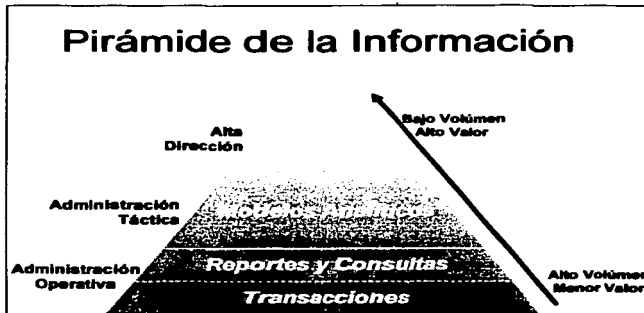 Pirámide de la Información
Bajo Volúmen
Alto Valor
Alta
Dirección
Administración
Táctica
Reportes y Consultas
Administración
Operativa
Alto Volúmen
Menor Valor
Transacciones